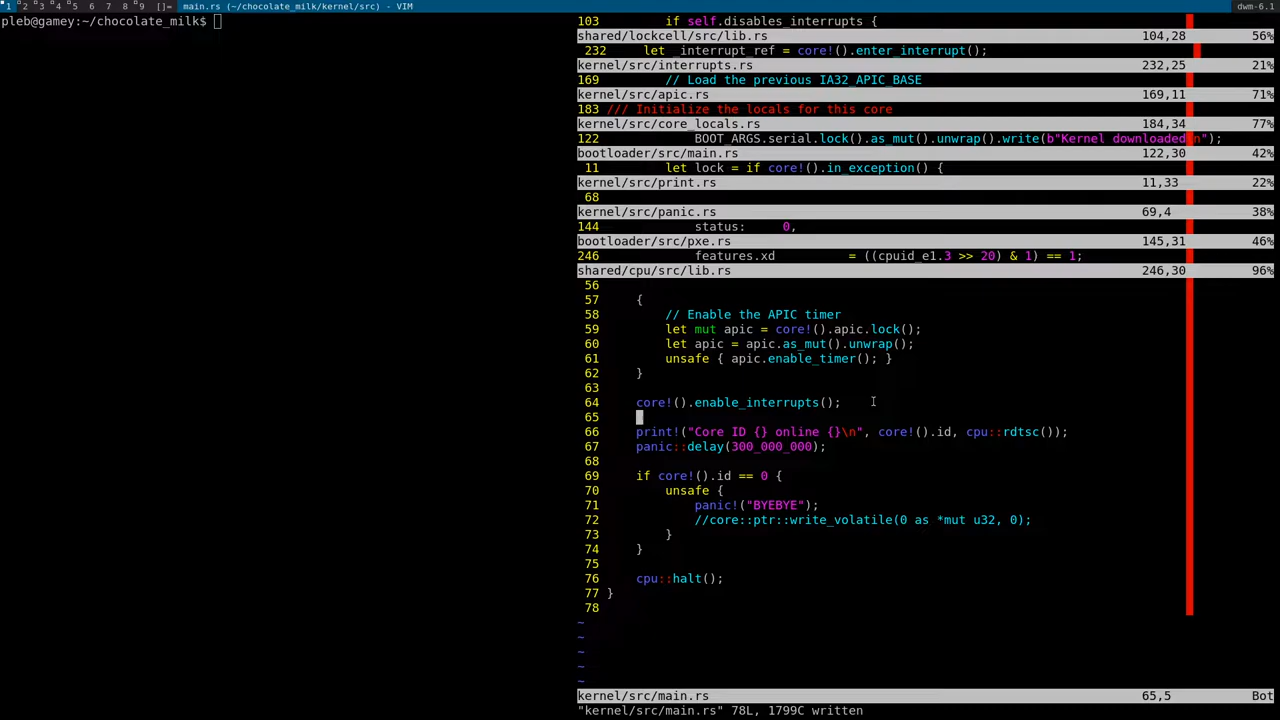 1 2 3 4 5 6 7 8 9 []= main.rs (~/chocolate_milk/kernel/src) - VIM dwm-6.1
pleb@gamey:~/chocolate_milk$
103         if self.disables_interrupts {
shared/lockcell/src/lib.rs 104,28 56%
232     let _interrupt_ref = core!().enter_interrupt();
kernel/src/interrupts.rs 232,25 21%
169         // Load the previous IA32_APIC_BASE
kernel/src/apic.rs 169,11 71%
183 /// Initialize the locals for this core
kernel/src/core_locals.rs 184,34 77%
122             BOOT_ARGS.serial.lock().as_mut().unwrap().write(b"Kernel downloaded\n");
bootloader/src/main.rs 122,30 42%
11         let lock = if core!().in_exception() {
kernel/src/print.rs 11,33 22%
68
kernel/src/panic.rs 69,4 38%
144             status:     0,
bootloader/src/pxe.rs 145,31 46%
246             features.xd         = ((cpuid_e1.3 >> 20) & 1) == 1;
shared/cpu/src/lib.rs 246,30 96%
56
57     {
58         // Enable the APIC timer
59         let mut apic = core!().apic.lock();
60         let apic = apic.as_mut().unwrap();
61         unsafe { apic.enable_timer(); }
62     }
63
64     core!().enable_interrupts();
65
66     print!("Core ID {} online {}\n", core!().id, cpu::rdtsc());
67     panic::delay(300_000_000);
68
69     if core!().id == 0 {
70         unsafe {
71             panic!("BYEBYE");
72             //core::ptr::write_volatile(0 as *mut u32, 0);
73         }
74     }
75
76     cpu::halt();
77 }
78
~
~
~
~
~
kernel/src/main.rs 65,5 Bot
"kernel/src/main.rs" 78L, 1799C written